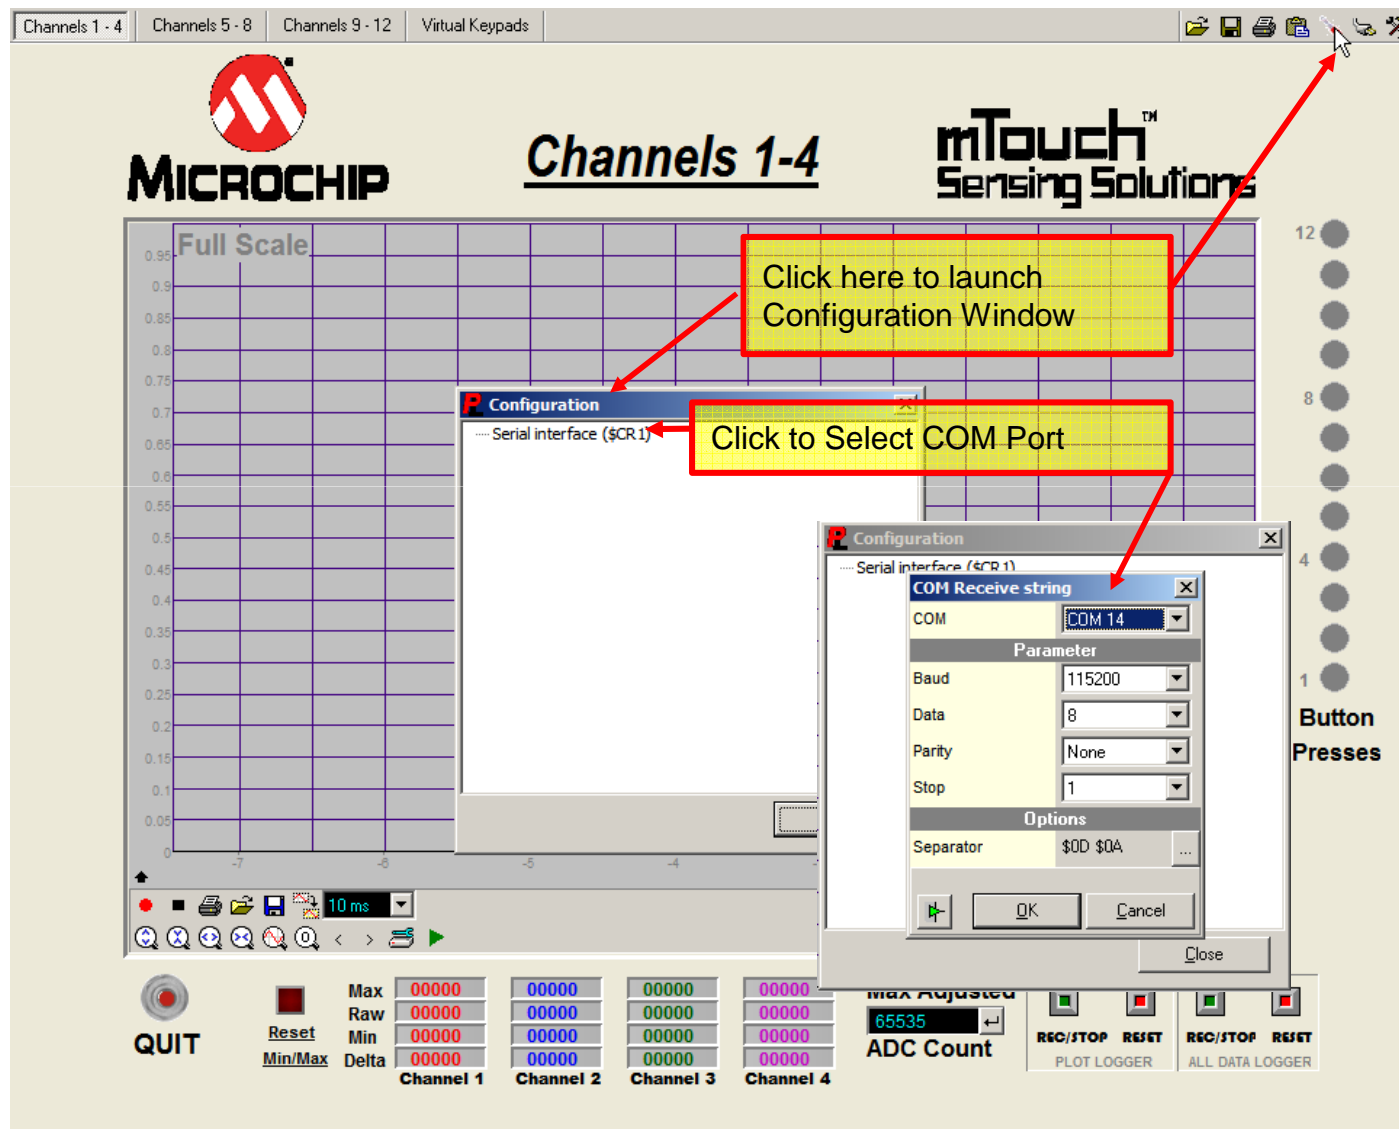 Channels 1 - 4 Channels 5 - 8 Channels 9 - 12 Virtual Keypads
MICROCHIP
Channels 1-4
mTouch™
Sensing Solutions
Full Scale
0.95
0.9
0.85
0.8
0.75
0.7
0.65
0.6
0.55
0.5
0.45
0.4
0.35
0.3
0.25
0.2
0.15
0.1
0.05
0
-7 -6 -5 -4
Click here to launch
Configuration Window
Configuration
Serial interface ($CR1)
Click to Select COM Port
Configuration
Serial interface ($CR1)
COM Receive string
COM COM 14
Parameter
Baud 115200
Data 8
Parity None
Stop 1
Options
Separator $0D $0A ...
OK Cancel
Close
12
8
4
1
Button
Presses
10 ms
QUIT
Reset
Min/Max
Max 00000 00000 00000 00000
Raw 00000 00000 00000 00000
Min 00000 00000 00000 00000
Delta 00000 00000 00000 00000
Channel 1 Channel 2 Channel 3 Channel 4
Max Adjusted
65535
ADC Count
REC/STOP RESET
PLOT LOGGER
REC/STOP RESET
ALL DATA LOGGER